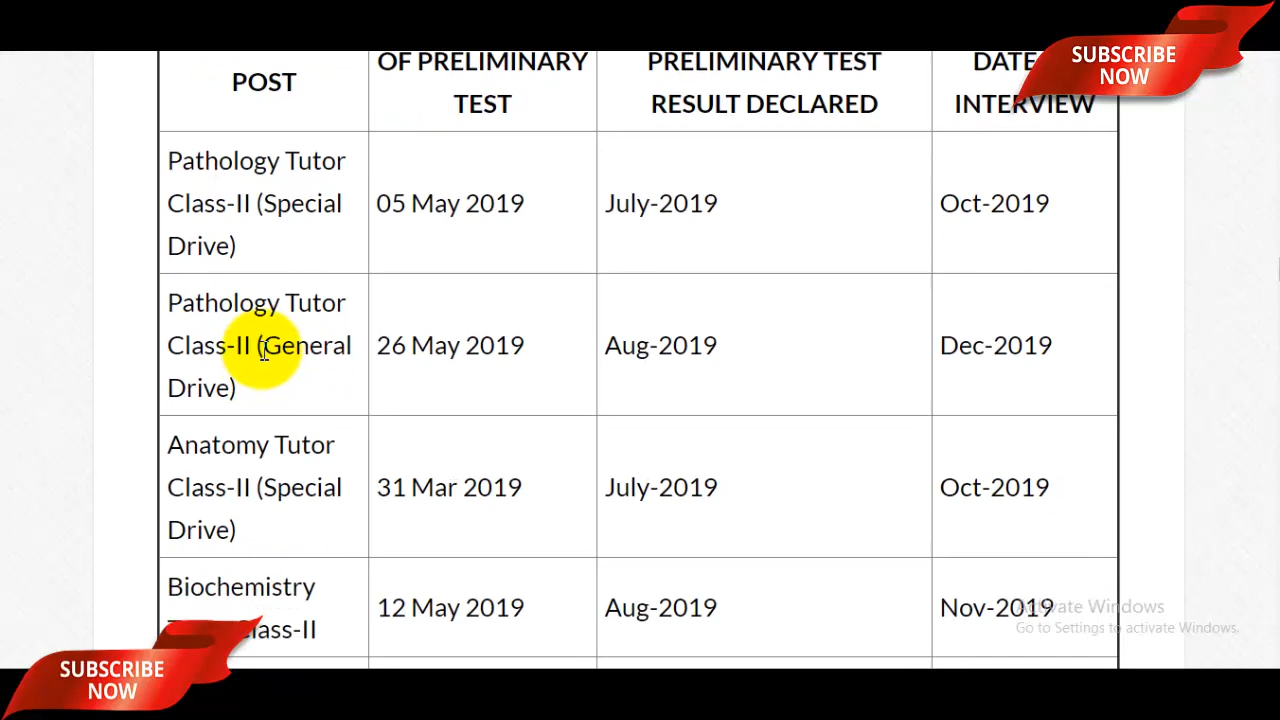 SUBSCRIBE
NOW
POST
OF PRELIMINARY
TEST
PRELIMINARY TEST
RESULT DECLARED
DATE
INTERVIEW
Pathology Tutor
Class-II (Special
Drive)
05 May 2019
July-2019
Oct-2019
Pathology Tutor
Class-II (General
Drive)
26 May 2019
Aug-2019
Dec-2019
Anatomy Tutor
Class-II (Special
Drive)
31 Mar 2019
July-2019
Oct-2019
Biochemistry
Class-II
12 May 2019
Aug-2019
Nov-2019
Activate Windows
Go to Settings to activate Windows.
SUBSCRIBE
NOW